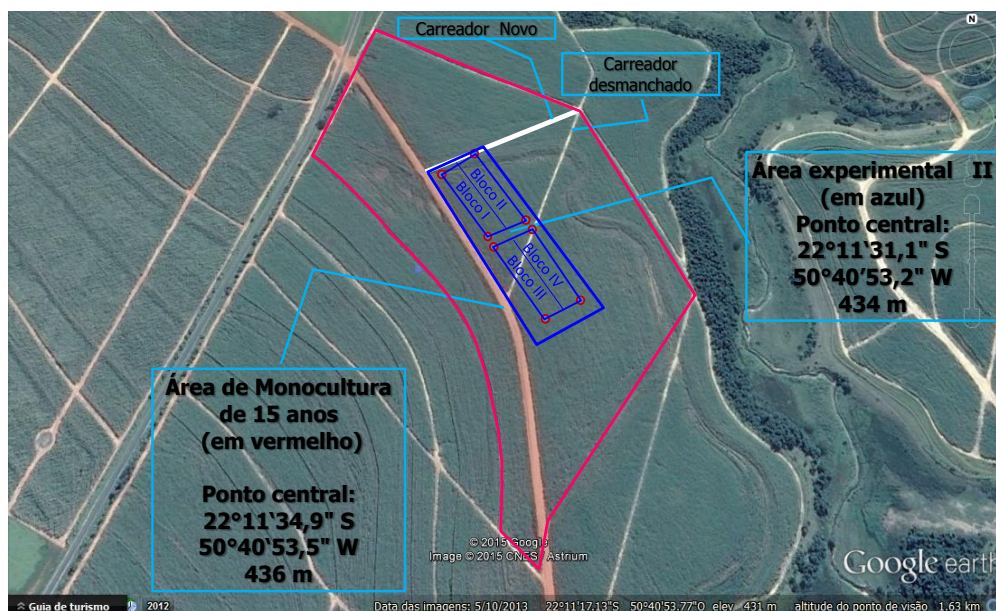 Carreador Novo
Carreador
desmanchado
N
Área experimental II
(em azul)
Ponto central:
22°11'31,1" S
50°40'53,2" W
434 m
Bloco II
Bloco I
Bloco IV
Bloco III
Área de Monocultura
de 15 anos
(em vermelho)
Ponto central:
22°11'34,9" S
50°40'53,5" W
436 m
© 2015 Google
Image © 2015 CNES / Astrium
Google earth
Guia de turismo
2012
Data das imagens: 5/10/2013 22°11'17.13"S 50°40'53.77"O elev 431 m altitude do ponto de visão 1.63 km